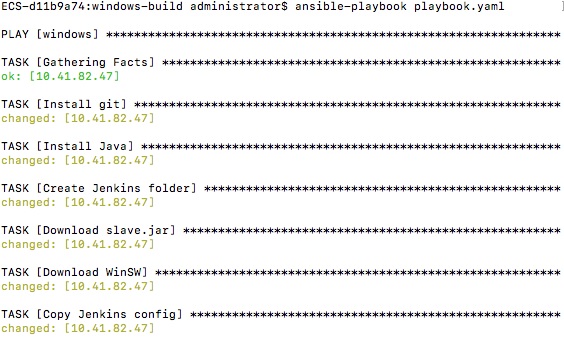 ECS-d11b9a74:windows-build administrator$ ansible-playbook playbook.yaml ]
PLAY [windows] *****************************************************************
TASK [Gathering Facts] *********************************************************
ok: [10.41.82.47]
TASK [Install git] *************************************************************
changed: [10.41.82.47]
TASK [Install Java] ************************************************************
changed: [10.41.82.47]
TASK [Create Jenkins folder] ***************************************************
changed: [10.41.82.47]
TASK [Download slave.jar] ******************************************************
changed: [10.41.82.47]
TASK [Download WinSW] **********************************************************
changed: [10.41.82.47]
TASK [Copy Jenkins config] *****************************************************
changed: [10.41.82.47]